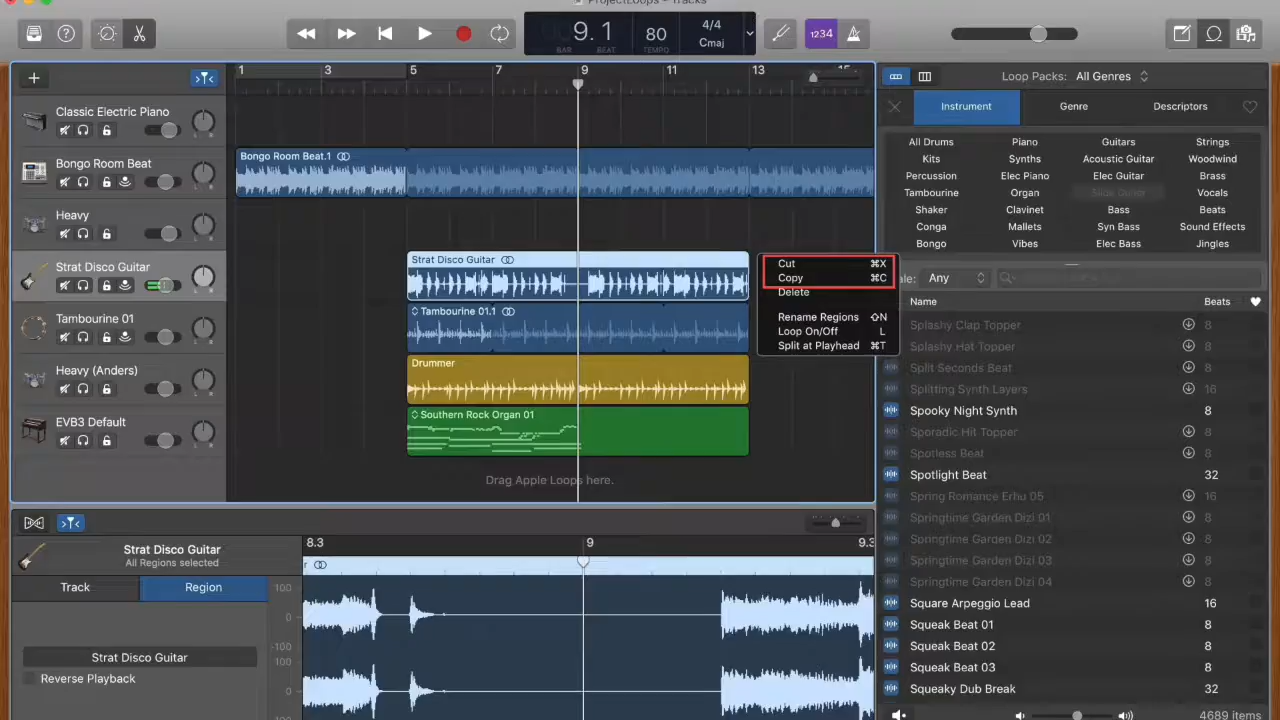 ProjectLoops – Tracks
9. 1
BAR BEAT
80
TEMPO
4/4
Cmaj
1234
1 3 5 7 9 11 13 15
Loop Packs: All Genres
Instrument Genre Descriptors
All Drums Piano Guitars Strings
Kits Synths Acoustic Guitar Woodwind
Percussion Elec Piano Elec Guitar Brass
Tambourine Organ Slide Guitar Vocals
Shaker Clavinet Bass Beats
Conga Mallets Syn Bass Sound Effects
Bongo Vibes Elec Bass Jingles
ale: Any
Name Beats
Splashy Clap Topper 8
Splashy Hat Topper 8
Split Seconds Beat 8
Splitting Synth Layers 16
Spooky Night Synth 8
Sporadic Hit Topper 8
Spotless Beat 8
Spotlight Beat 32
Spring Romance Erhu 05 16
Springtime Garden Dizi 01 8
Springtime Garden Dizi 02 8
Springtime Garden Dizi 03 8
Springtime Garden DIzi 04 8
Square Arpeggio Lead 16
Squeak Beat 01 8
Squeak Beat 02 8
Squeak Beat 03 8
Squeaky Dub Break 32
4689 items
Classic Electric Piano
L R
Bongo Room Beat
L R
Heavy
L R
Strat Disco Guitar
L R
Tambourine 01
L R
Heavy (Anders)
L R
EVB3 Default
L R
Bongo Room Beat.1
Strat Disco Guitar
Tambourine 01.1
Drummer
Southern Rock Organ 01
Drag Apple Loops here.
Cut ⌘X
Copy ⌘C
Delete
Rename Regions ⇧N
Loop On/Off L
Split at Playhead ⌘T
Strat Disco Guitar
All Regions selected
Track Region
Strat Disco Guitar
Reverse Playback
8.3 9 9.3
r
100
0
-100
100
0
-100